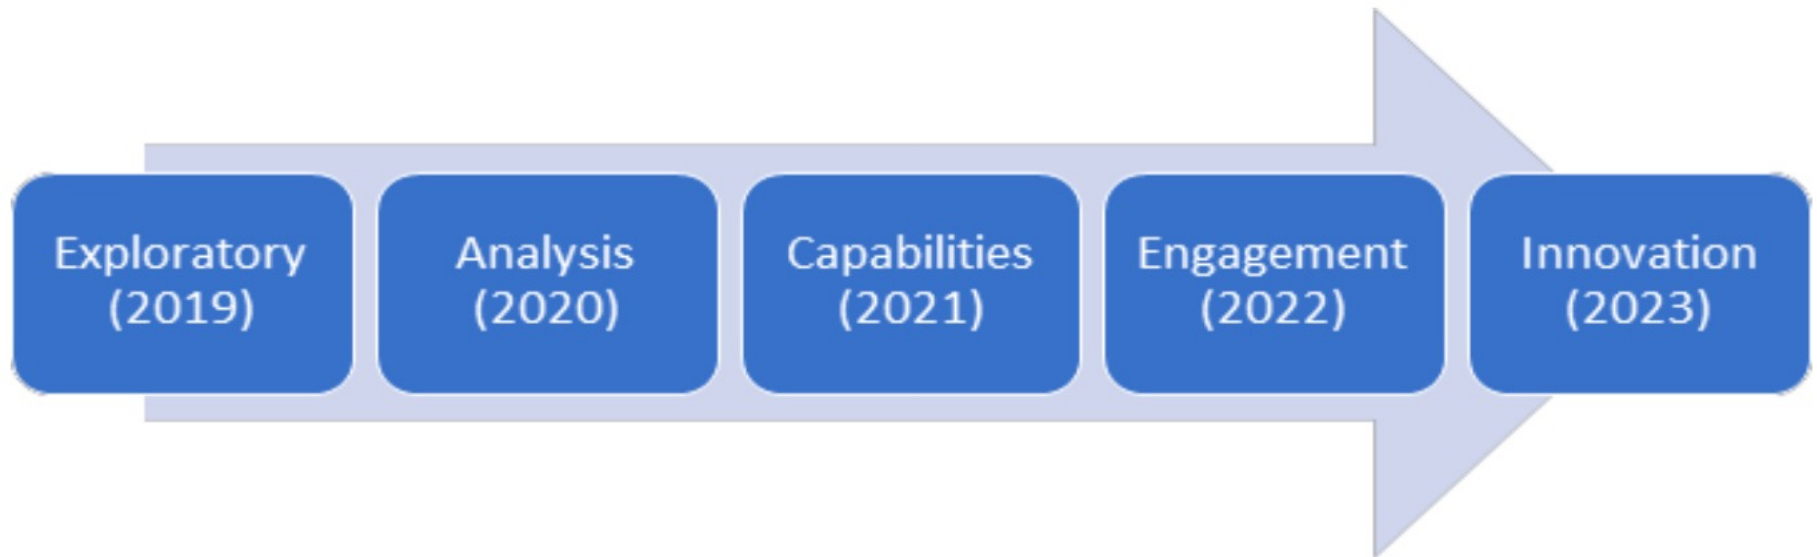 Exploratory
(2019)
Analysis
(2020)
Capabilities
(2021)
Engagement
(2022)
Innovation
(2023)